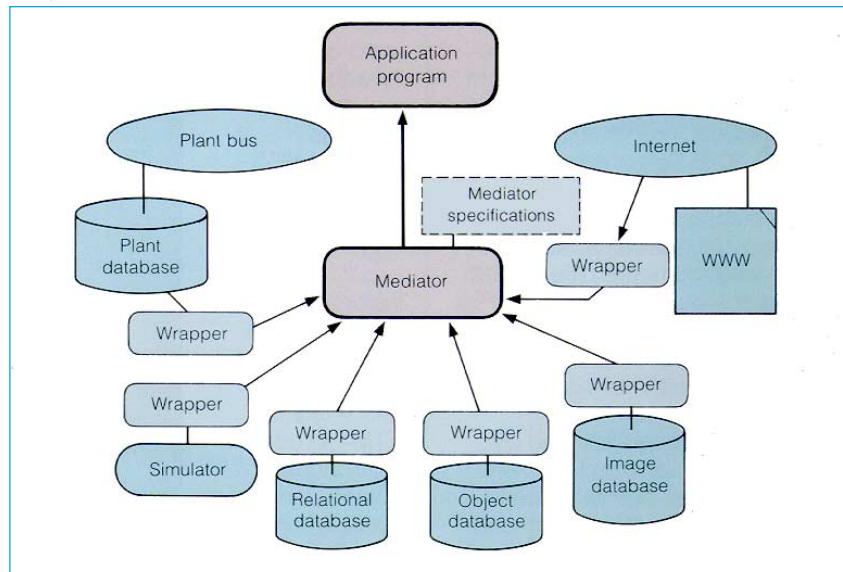 Application
program
Plant bus
Internet
Mediator
specifications
Plant
database
Wrapper
WWW
Mediator
Wrapper
Wrapper
Wrapper
Wrapper
Wrapper
Simulator
Relational
database
Object
database
Image
database